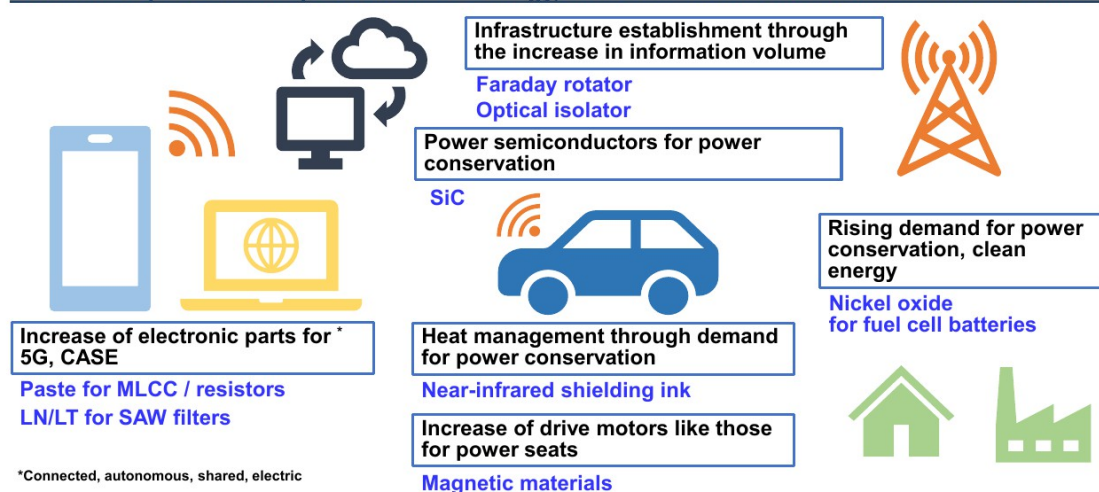 Infrastructure establishment through
the increase in information volume
Faraday rotator
Optical isolator
Power semiconductors for power
conservation
SiC
Rising demand for power
conservation, clean
energy
Nickel oxide
for fuel cell batteries
Increase of electronic parts for *
5G, CASE
Paste for MLCC / resistors
LN/LT for SAW filters
Heat management through demand
for power conservation
Near-infrared shielding ink
Increase of drive motors like those
for power seats
Magnetic materials
*Connected, autonomous, shared, electric